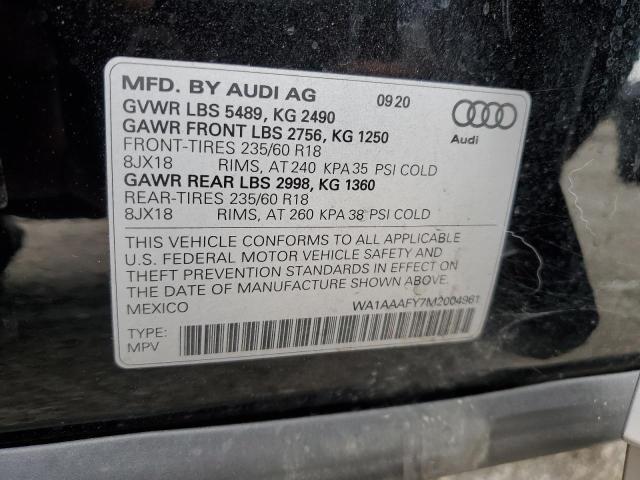 MFD. BY AUDI AG 0920
GVWR LBS 5489, KG 2490
GAWR FRONT LBS 2756, KG 1250
FRONT-TIRES 235/60 R18
8JX18 RIMS, AT 240 KPA 35 PSI COLD
GAWR REAR LBS 2998, KG 1360
REAR-TIRES 235/60 R18
8JX18 RIMS, AT 260 KPA 38 PSI COLD
Audi
THIS VEHICLE CONFORMS TO ALL APPLICABLE
U.S. FEDERAL MOTOR VEHICLE SAFETY AND
THEFT PREVENTION STANDARDS IN EFFECT ON
THE DATE OF MANUFACTURE SHOWN ABOVE.
MEXICO WA1AAAFY7M2004961
TYPE:
MPV